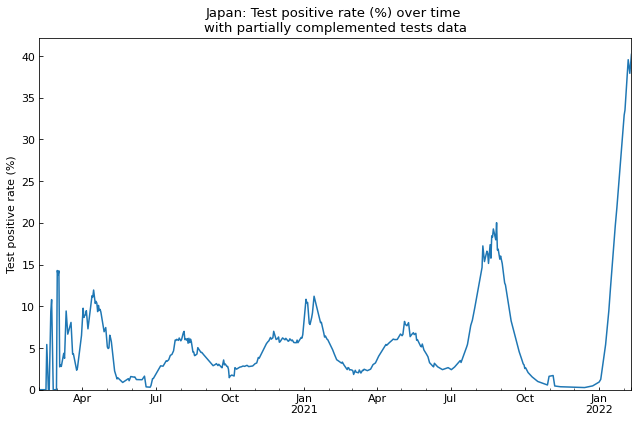 Japan: Test positive rate (%) over time
with partially complemented tests data
Test positive rate (%)
40
35
30
25
20
15
10
5
0
Apr
Jul
Oct
Jan
2021
Apr
Jul
Oct
Jan
2022